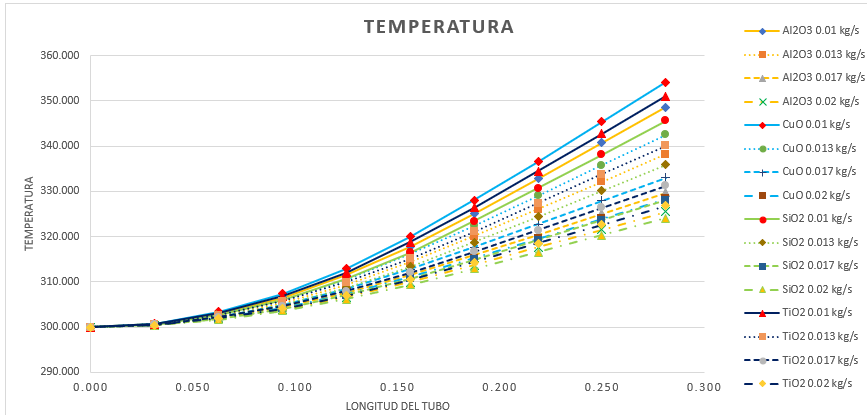 TEMPERATURA
360.000
350.000
340.000
330.000
320.000
310.000
300.000
290.000
TEMPERATURA
0.000 0.050 0.100 0.150 0.200 0.250 0.300
LONGITUD DEL TUBO
Al2O3 0.01 kg/s
Al2O3 0.013 kg/s
Al2O3 0.017 kg/s
Al2O3 0.02 kg/s
CuO 0.01 kg/s
CuO 0.013 kg/s
CuO 0.017 kg/s
CuO 0.02 kg/s
SiO2 0.01 kg/s
SiO2 0.013 kg/s
SiO2 0.017 kg/s
SiO2 0.02 kg/s
TiO2 0.01 kg/s
TiO2 0.013 kg/s
TiO2 0.017 kg/s
TiO2 0.02 kg/s